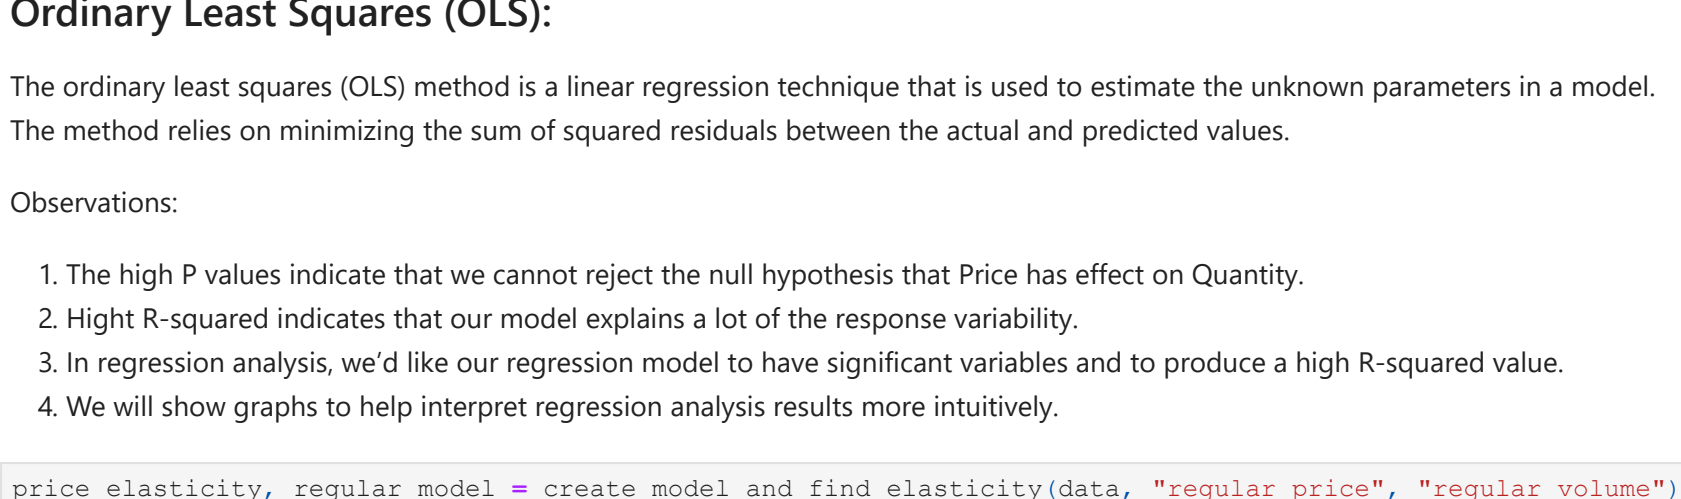 Ordinary Least Squares (OLS):
The ordinary least squares (OLS) method is a linear regression technique that is used to estimate the unknown parameters in a model.
The method relies on minimizing the sum of squared residuals between the actual and predicted values.
Observations:
1. The high P values indicate that we cannot reject the null hypothesis that Price has effect on Quantity.
2. Hight R-squared indicates that our model explains a lot of the response variability.
3. In regression analysis, we’d like our regression model to have significant variables and to produce a high R-squared value.
4. We will show graphs to help interpret regression analysis results more intuitively.
price_elasticity, regular_model = create_model_and_find_elasticity(data, "regular_price", "regular_volume")